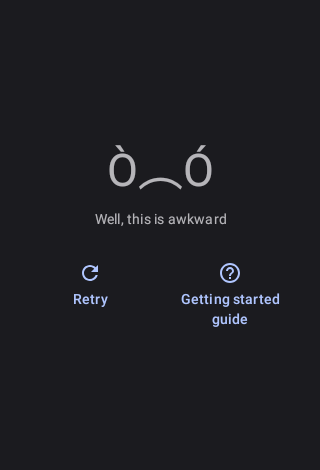 Ò︵Ó
Well, this is awkward
Retry
Getting started
guide